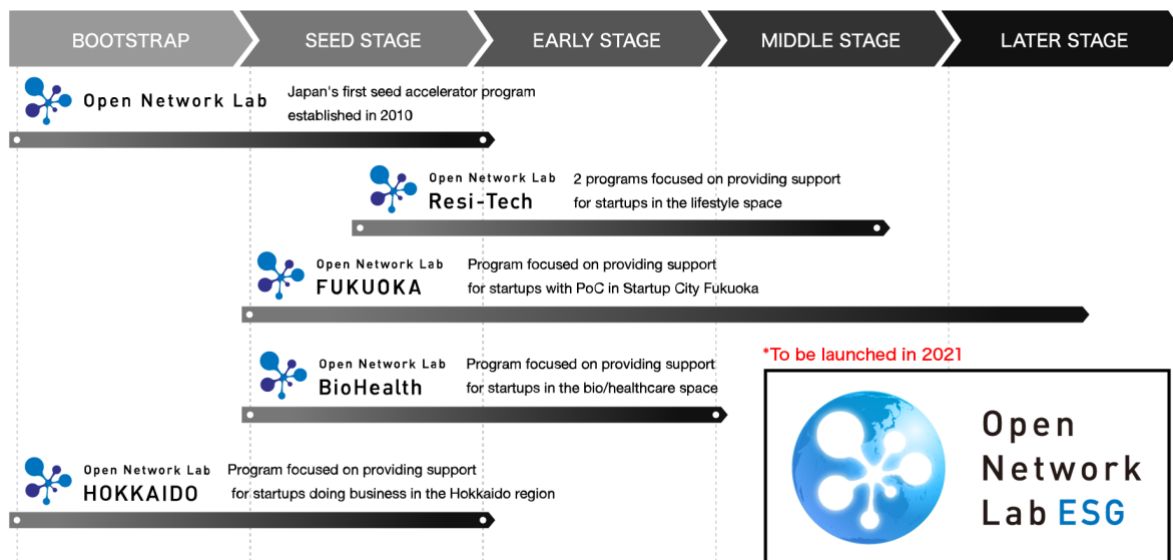 BOOTSTRAP
SEED STAGE
EARLY STAGE
MIDDLE STAGE
LATER STAGE
Open Network Lab
Japan's first seed accelerator program
established in 2010
Open Network Lab
Resi-Tech
2 programs focused on providing support
for startups in the lifestyle space
Open Network Lab
FUKUOKA
Program focused on providing support
for startups with PoC in Startup City Fukuoka
Open Network Lab
BioHealth
Program focused on providing support
for startups in the bio/healthcare space
*To be launched in 2021
Open
Network
Lab ESG
Open Network Lab
HOKKAIDO
Program focused on providing support
for startups doing business in the Hokkaido region